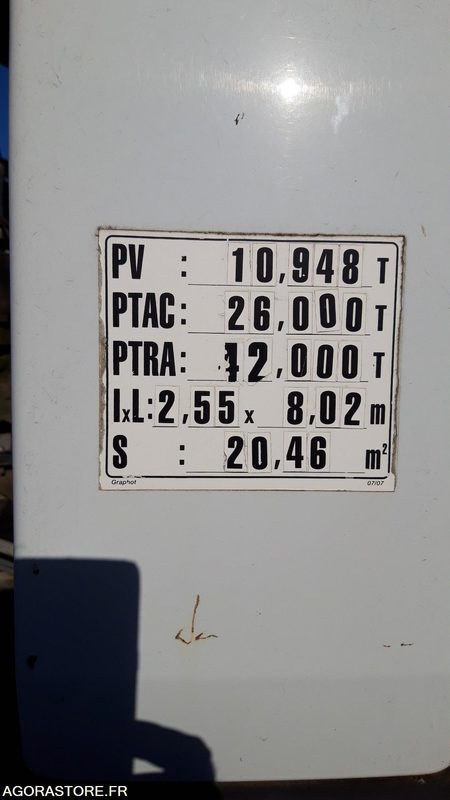 PV : 10,948 T
PTAC: 26,000 T
PTRA: 12,000 T
lxL: 2,55 x 8,02 m
S : 20,46 m²
Graphot 07/07
AGORASTORE.FR